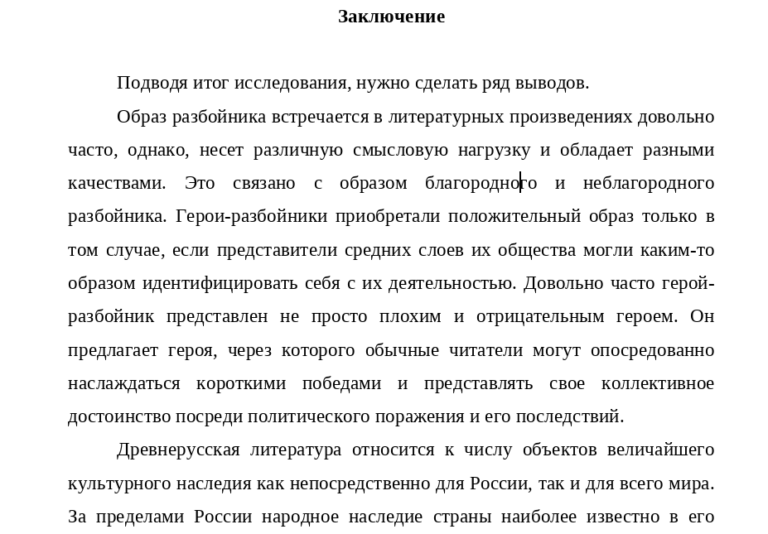 Заключение
Подводя итог исследования, нужно сделать ряд выводов.
Образ разбойника встречается в литературных произведениях довольно
часто, однако, несет различную смысловую нагрузку и обладает разными
качествами. Это связано с образом благородного и неблагородного
разбойника. Герои-разбойники приобретали положительный образ только в
том случае, если представители средних слоев их общества могли каким-то
образом идентифицировать себя с их деятельностью. Довольно часто герой-
разбойник представлен не просто плохим и отрицательным героем. Он
предлагает героя, через которого обычные читатели могут опосредованно
наслаждаться короткими победами и представлять свое коллективное
достоинство посреди политического поражения и его последствий.
Древнерусская литература относится к числу объектов величайшего
культурного наследия как непосредственно для России, так и для всего мира.
За пределами России народное наследие страны наиболее известно в его